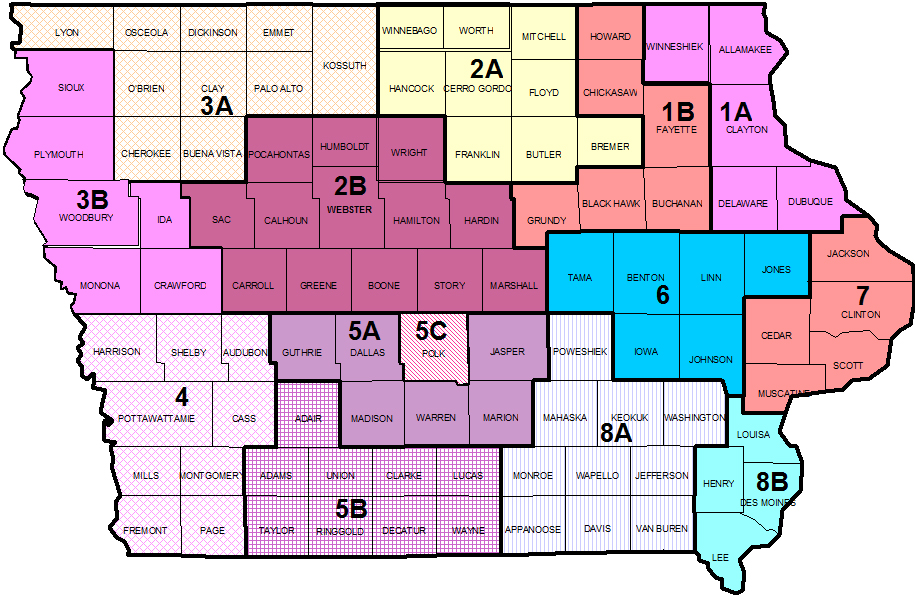 LYON
OSCEOLA
DICKINSON
EMMET
KOSSUTH
WINNEBAGO
WORTH
MITCHELL
HOWARD
WINNESHIEK
ALLAMAKEE
SIOUX
O'BRIEN
CLAY
PALO ALTO
3A
HANCOCK
2A
CERRO GORDO
FLOYD
CHICKASAW
1B
FAYETTE
1A
CLAYTON
PLYMOUTH
CHEROKEE
BUENA VISTA
POCAHONTAS
HUMBOLDT
WRIGHT
FRANKLIN
BUTLER
BREMER
3B
WOODBURY
IDA
SAC
CALHOUN
2B
WEBSTER
HAMILTON
HARDIN
GRUNDY
BLACK HAWK
BUCHANAN
DELAWARE
DUBUQUE
MONONA
CRAWFORD
CARROLL
GREENE
BOONE
STORY
MARSHALL
TAMA
BENTON
6
LINN
JONES
JACKSON
7
CLINTON
HARRISON
SHELBY
AUDUBON
GUTHRIE
5A
DALLAS
5C
POLK
JASPER
POWESHIEK
IOWA
JOHNSON
CEDAR
SCOTT
MUSCATINE
4
POTTAWATTAMIE
CASS
ADAIR
MADISON
WARREN
MARION
MAHASKA
KEOKUK
8A
WASHINGTON
LOUISA
MILLS
MONTGOMERY
ADAMS
UNION
CLARKE
LUCAS
MONROE
WAPELLO
JEFFERSON
HENRY
8B
DES MOINES
FREMONT
PAGE
TAYLOR
5B
RINGGOLD
DECATUR
WAYNE
APPANOOSE
DAVIS
VAN BUREN
LEE